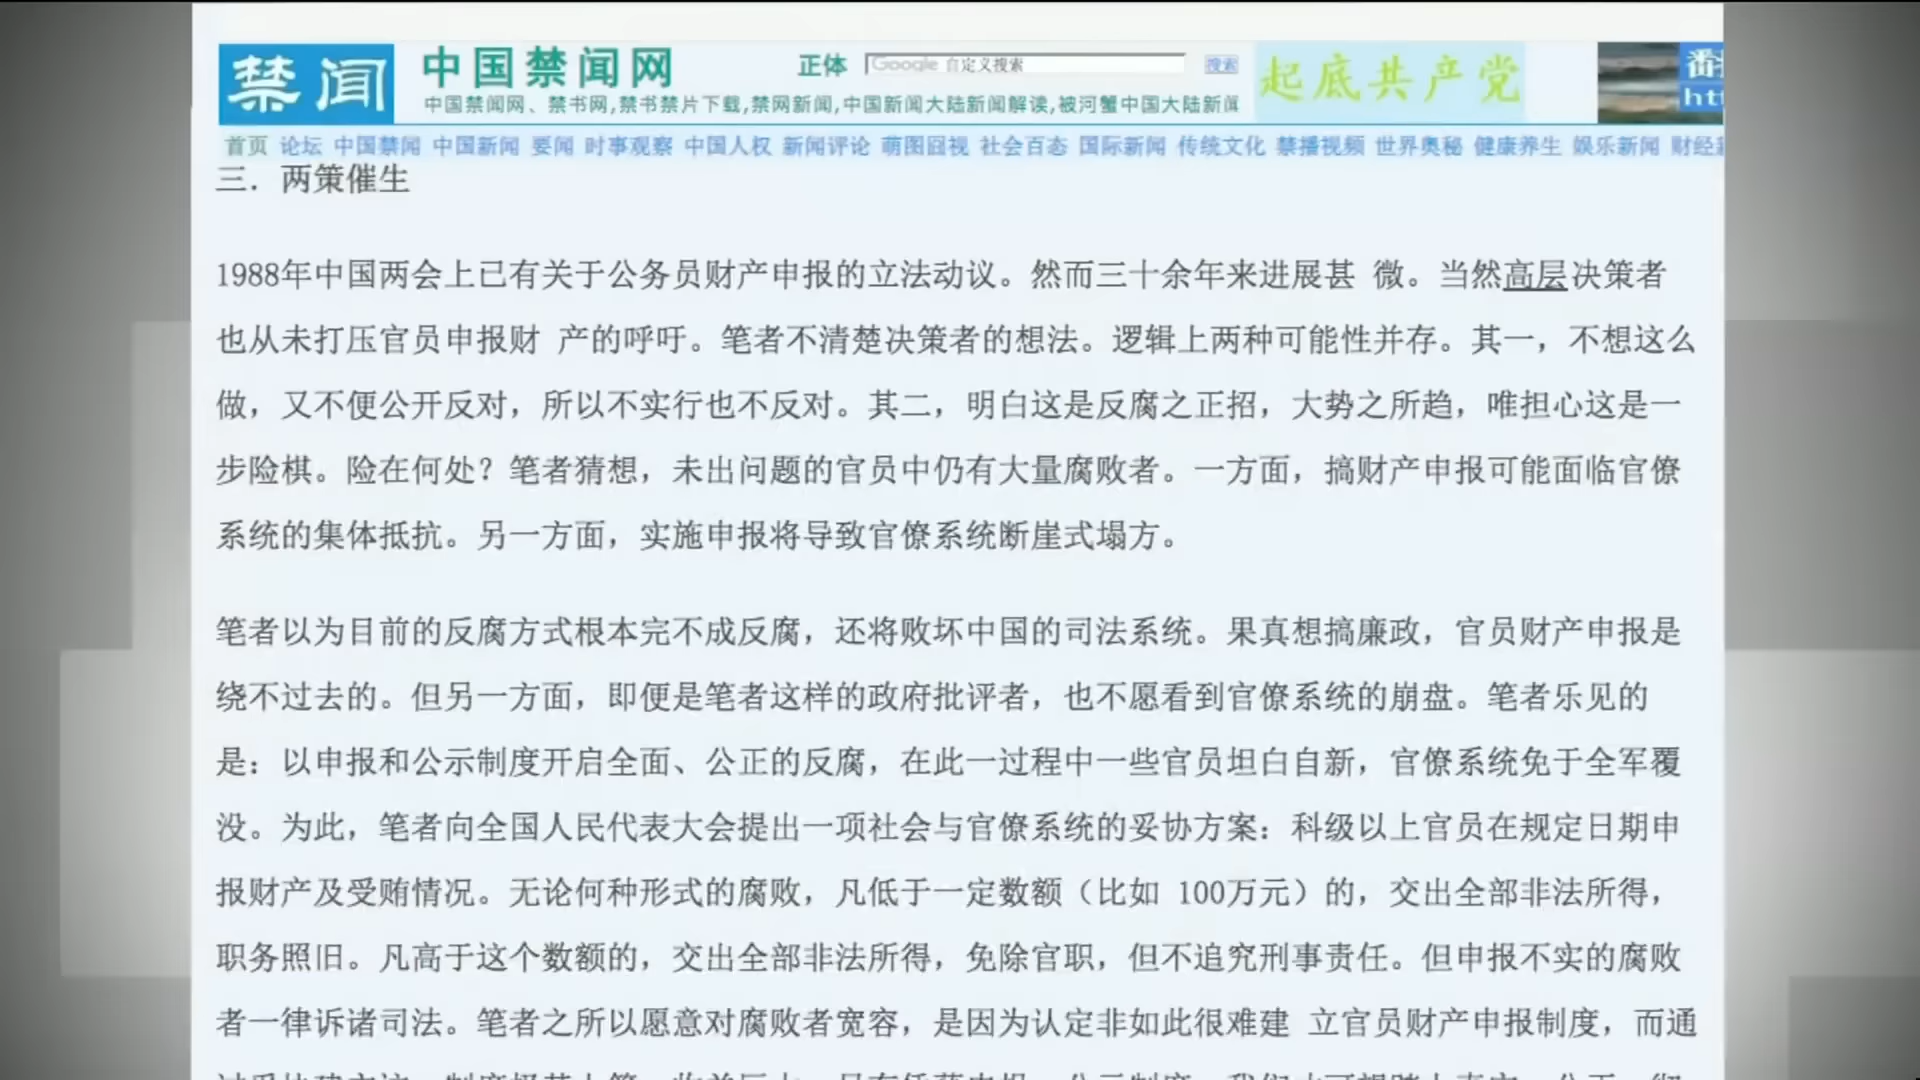 禁闻
中国禁闻网
正体
Google 自定义搜索
搜索
中国禁闻网、禁书网,禁书禁片下载,禁网新闻,中国新闻大陆新闻解读,被河蟹中国大陆新闻
起底共产党
首页 论坛 中国禁闻 中国新闻 要闻 时事观察 中国人权 新闻评论 萌图囧视 社会百态 国际新闻 传统文化 禁播视频 世界奥秘 健康养生 娱乐新闻 财经
三．两策催生
1988年中国两会上已有关于公务员财产申报的立法动议。然而三十余年来进展甚 微。当然高层决策者
也从未打压官员申报财 产的呼吁。笔者不清楚决策者的想法。逻辑上两种可能性并存。其一，不想这么
做，又不便公开反对，所以不实行也不反对。其二，明白这是反腐之正招，大势之所趋，唯担心这是一
步险棋。险在何处？笔者猜想，未出问题的官员中仍有大量腐败者。一方面，搞财产申报可能面临官僚
系统的集体抵抗。另一方面，实施申报将导致官僚系统断崖式塌方。
笔者以为目前的反腐方式根本完不成反腐，还将败坏中国的司法系统。果真想搞廉政，官员财产申报是
绕不过去的。但另一方面，即便是笔者这样的政府批评者，也不愿看到官僚系统的崩盘。笔者乐见的
是：以申报和公示制度开启全面、公正的反腐，在此一过程中一些官员坦白自新，官僚系统免于全军覆
没。为此，笔者向全国人民代表大会提出一项社会与官僚系统的妥协方案：科级以上官员在规定日期申
报财产及受贿情况。无论何种形式的腐败，凡低于一定数额（比如 100万元）的，交出全部非法所得，
职务照旧。凡高于这个数额的，交出全部非法所得，免除官职，但不追究刑事责任。但申报不实的腐败
者一律诉诸司法。笔者之所以愿意对腐败者宽容，是因为认定非如此很难建 立官员财产申报制度，而通